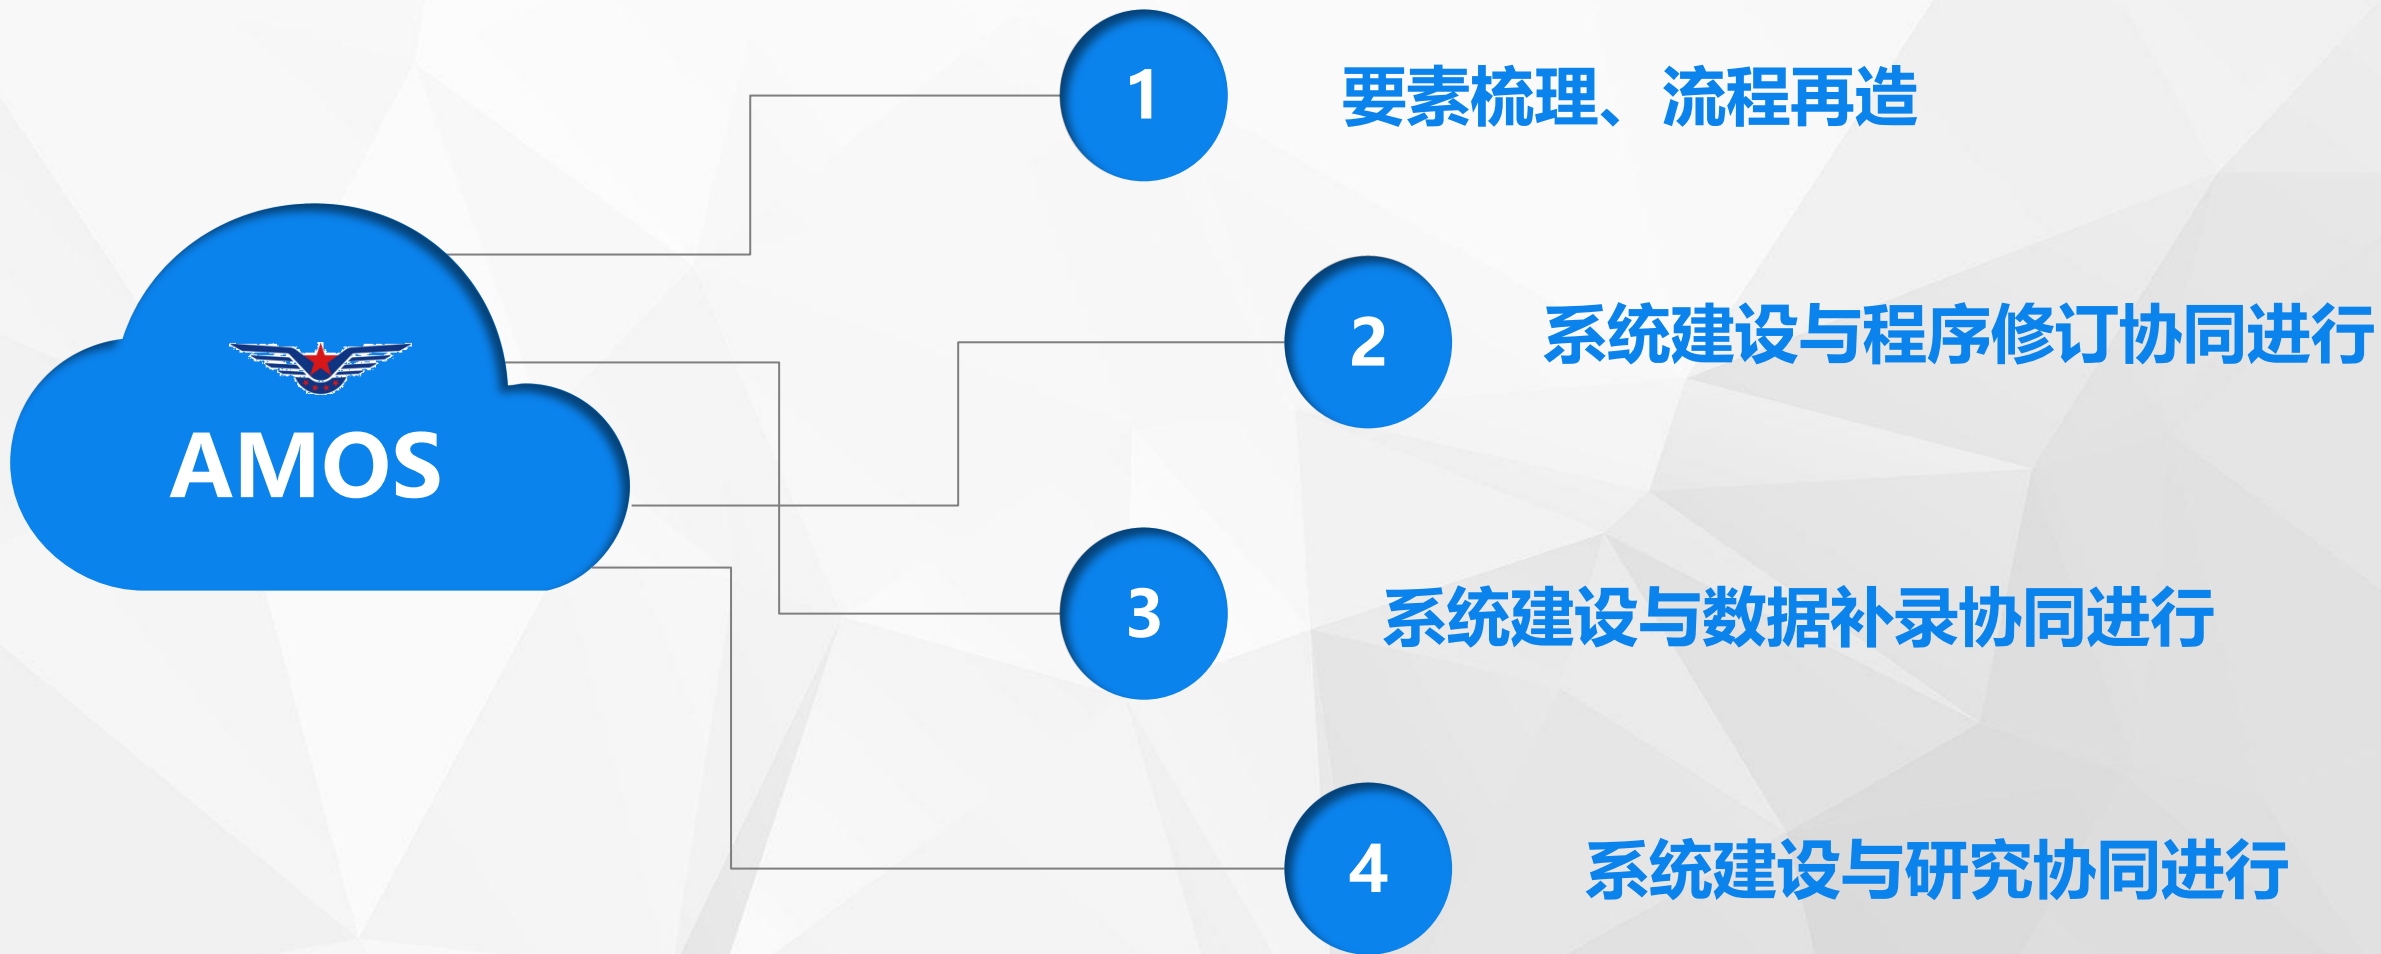 1
要素梳理、流程再造
2
系统建设与程序修订协同进行
AMOS
3
系统建设与数据补录协同进行
4
系统建设与研究协同进行